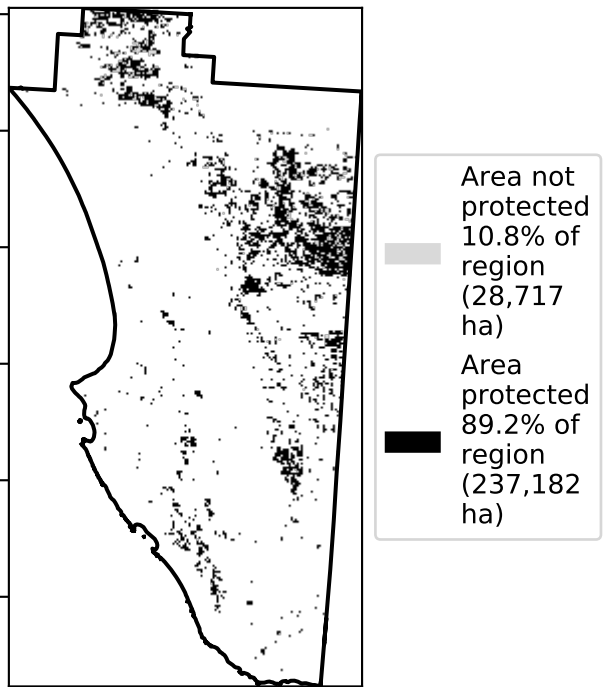 Area not
protected
10.8% of
region
(28,717
ha)
Area
protected
89.2% of
region
(237,182
ha)